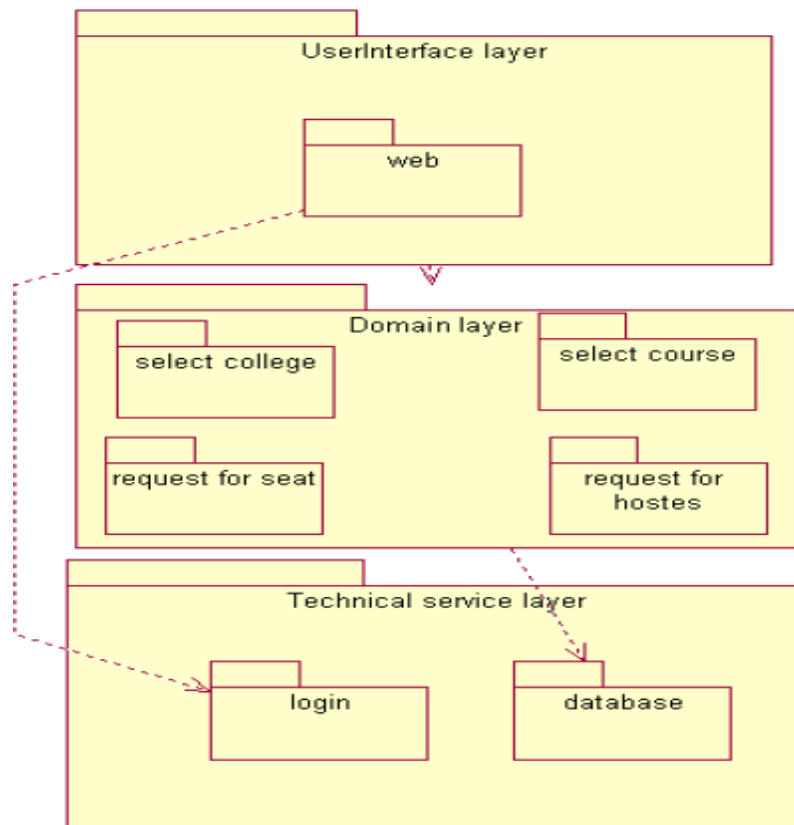 UserInterface layer
web
Domain layer
select college
select course
request for seat
request for
hostes
Technical service layer
login
database